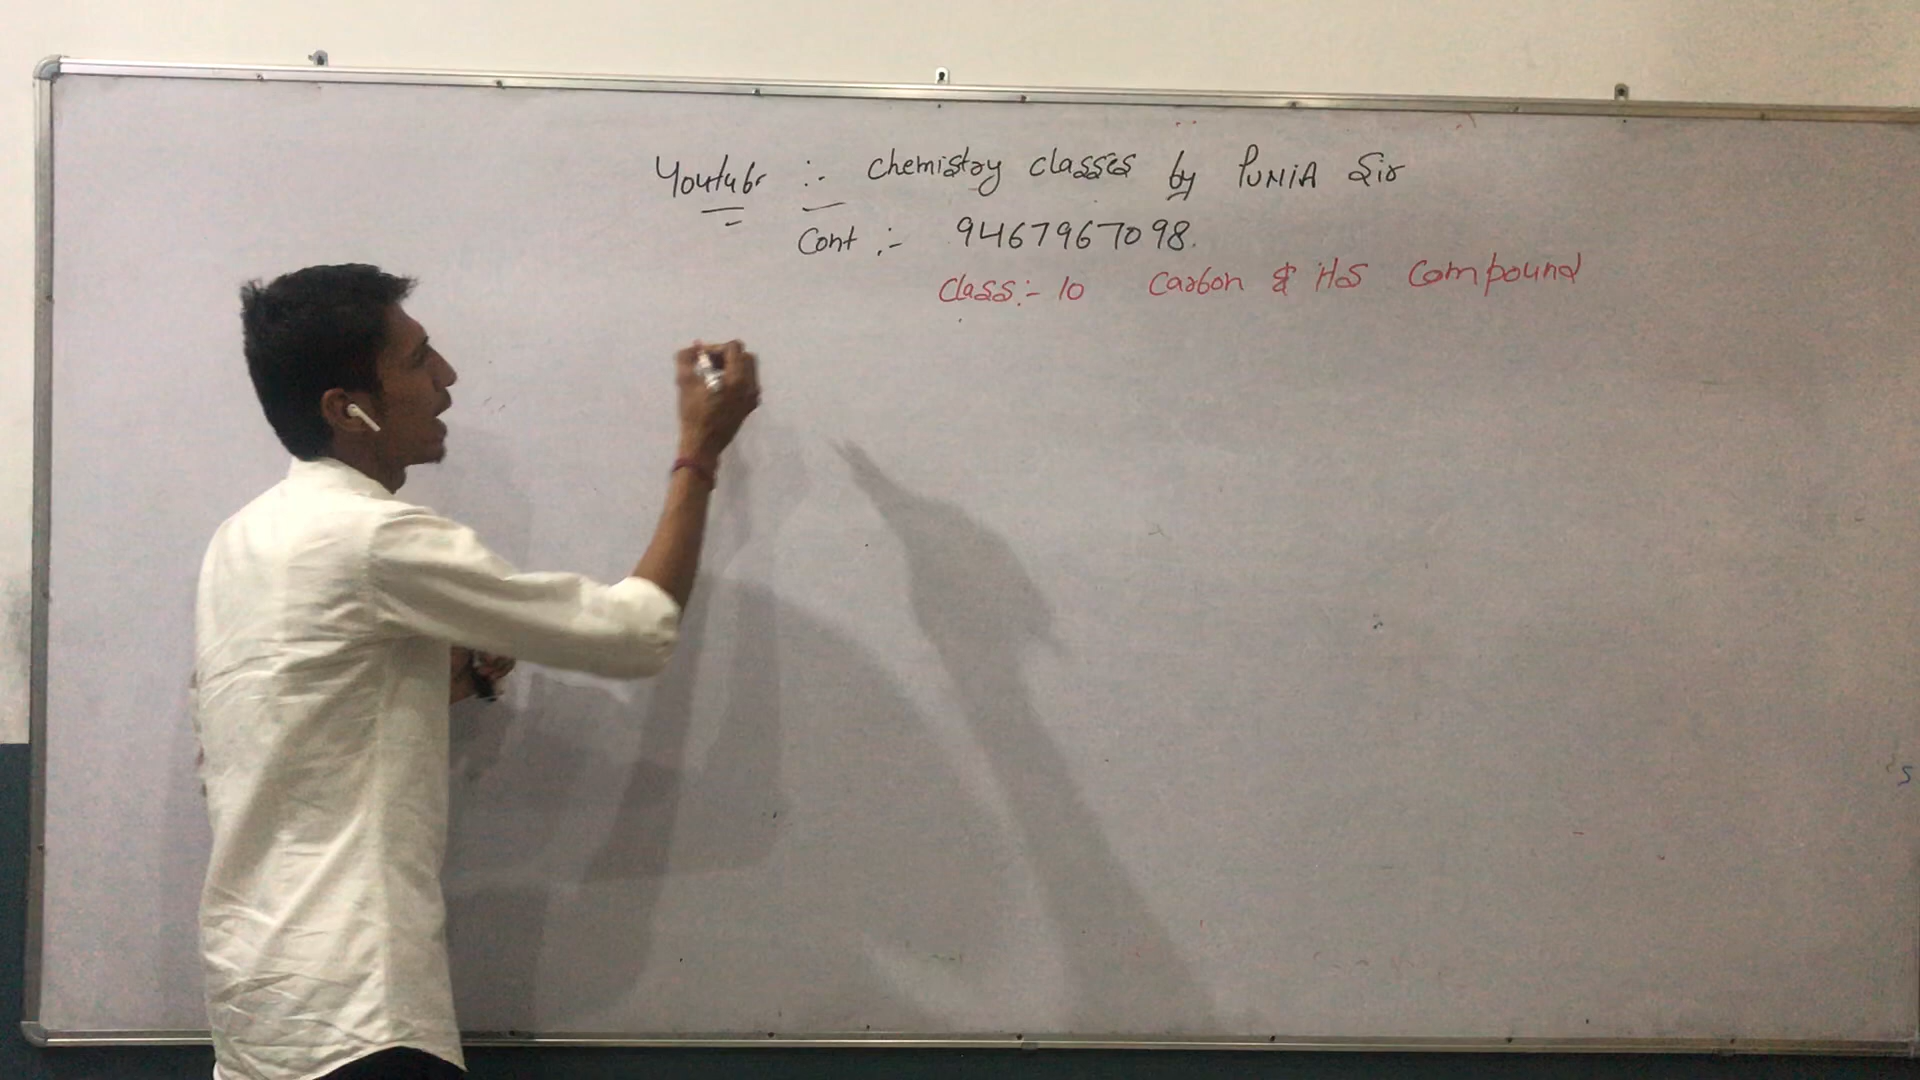 Youtube :- Chemistry classes by PUNIA Sir
Cont :- 9467967098.
Class :- 10 Carbon & its Compound